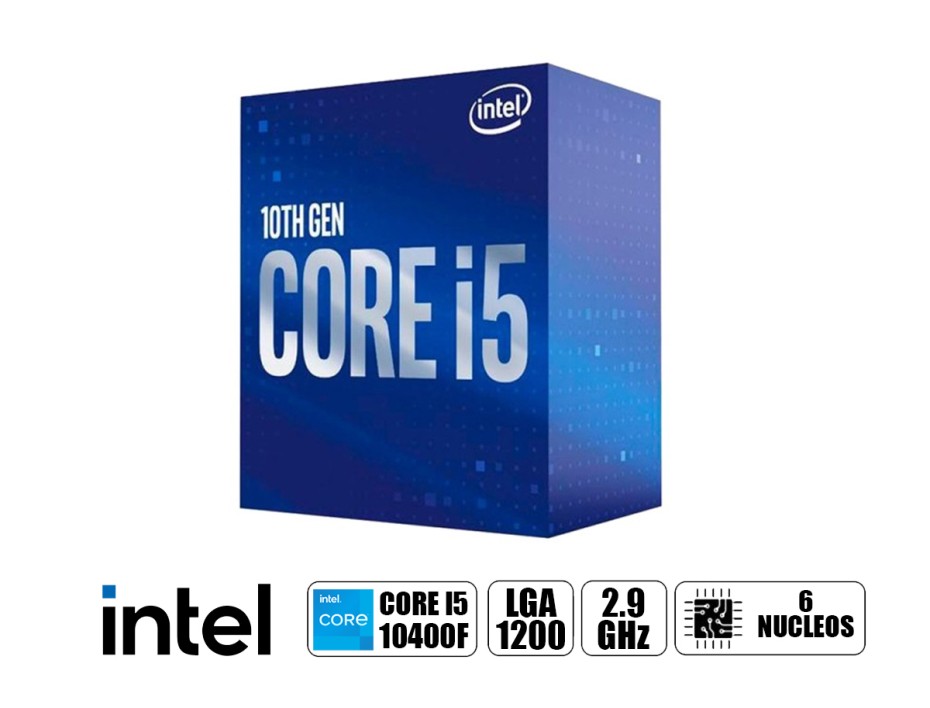 intel
10TH GEN
CORE i5
intel
intel.
CORE
CORE I5
10400F
LGA
1200
2.9
GHz
6
NUCLEOS